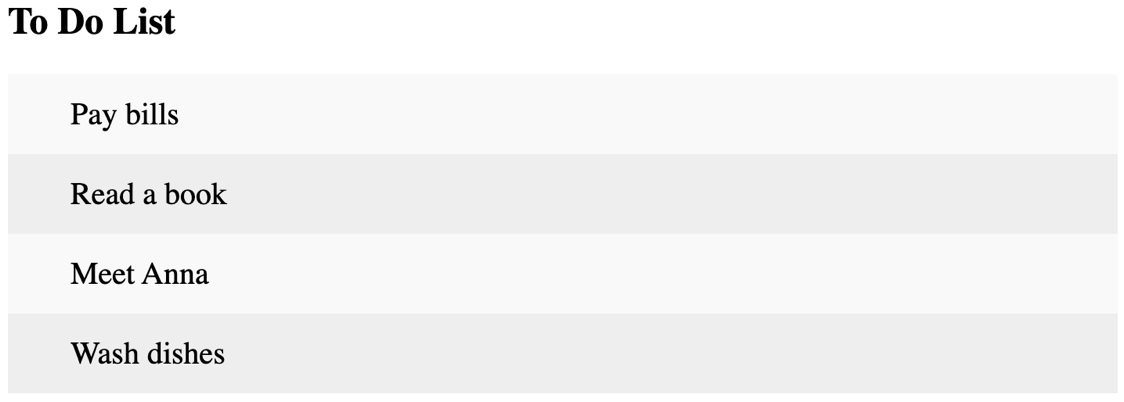 To Do List
Pay bills
Read a book
Meet Anna
Wash dishes